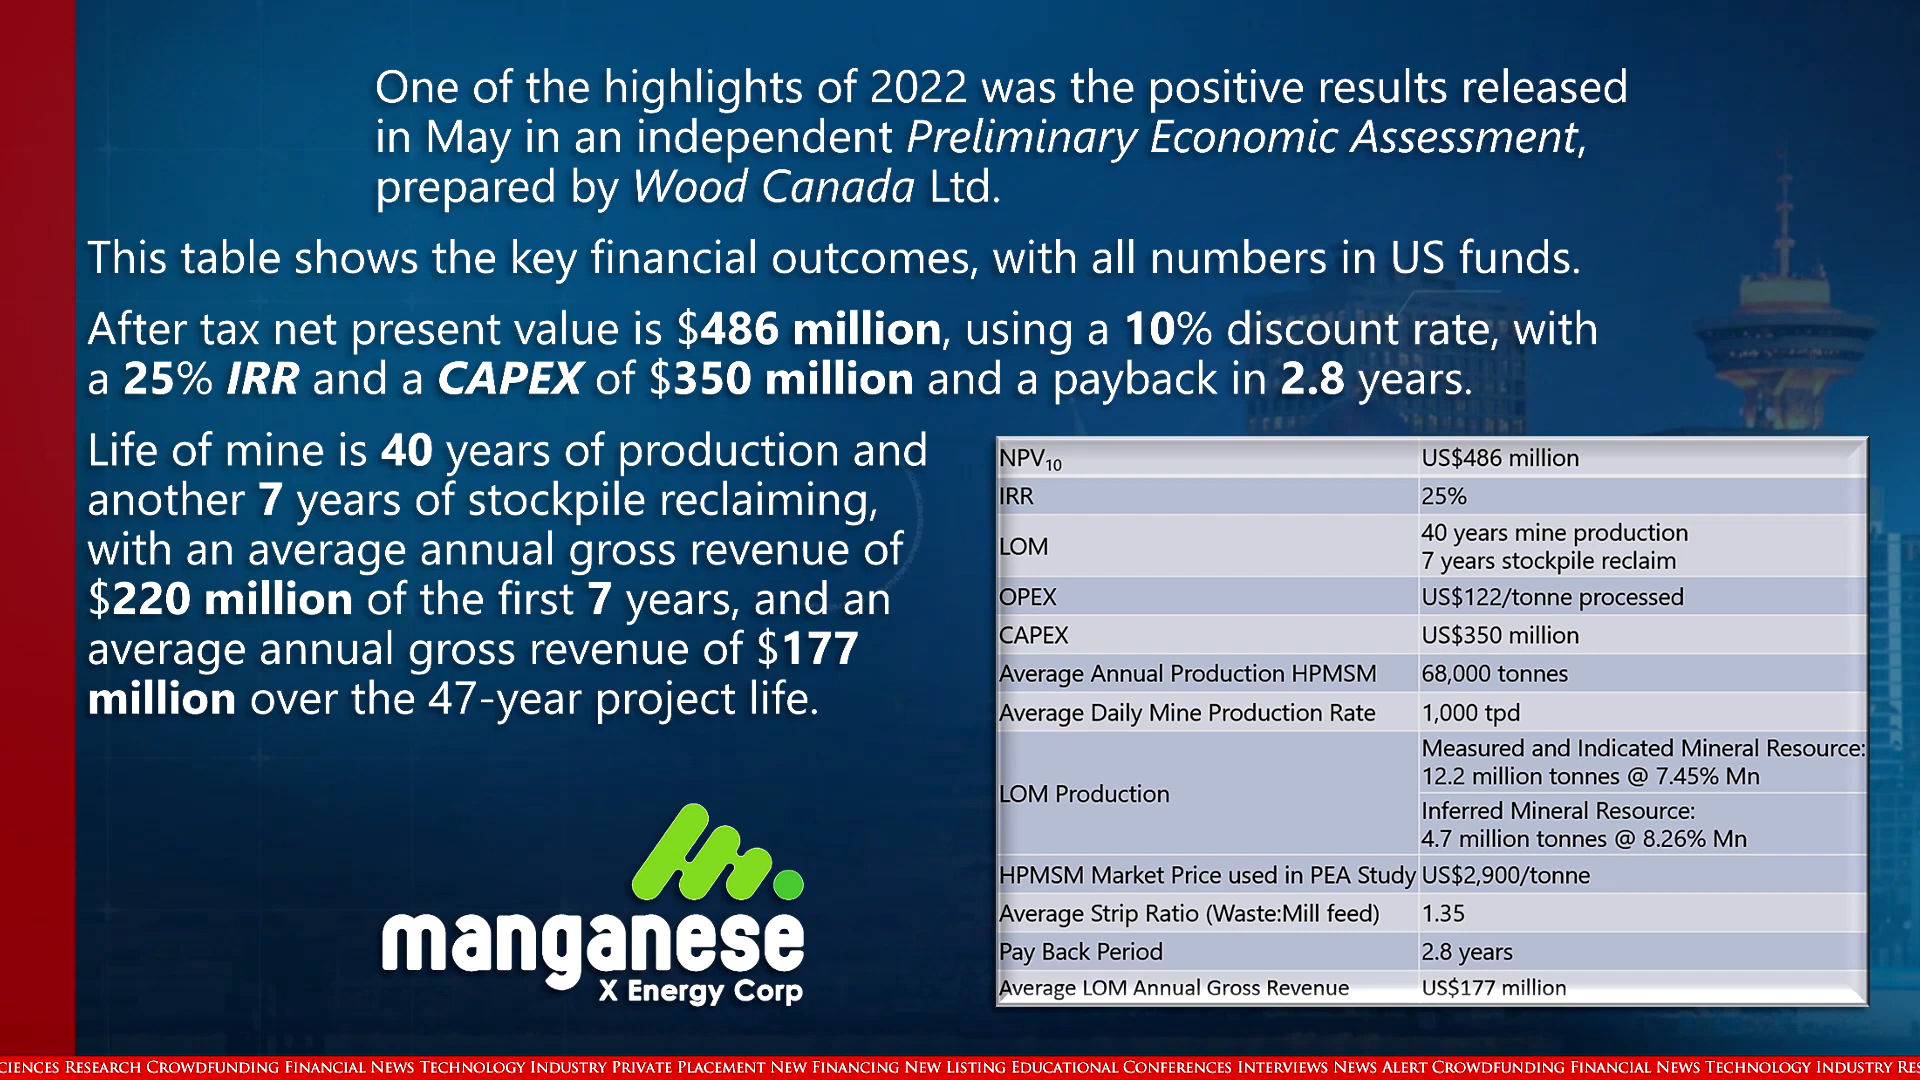 One of the highlights of 2022 was the positive results released
in May in an independent Preliminary Economic Assessment,
prepared by Wood Canada Ltd.
This table shows the key financial outcomes, with all numbers in US funds.
After tax net present value is $486 million, using a 10% discount rate, with
a 25% IRR and a CAPEX of $350 million and a payback in 2.8 years.
Life of mine is 40 years of production and
another 7 years of stockpile reclaiming,
with an average annual gross revenue of
$220 million of the first 7 years, and an
average annual gross revenue of $177
million over the 47-year project life.
NPV10 US$486 million
IRR 25%
LOM 40 years mine production
7 years stockpile reclaim
OPEX US$122/tonne processed
CAPEX US$350 million
Average Annual Production HPMSM 68,000 tonnes
Average Daily Mine Production Rate 1,000 tpd
LOM Production Measured and Indicated Mineral Resource:
12.2 million tonnes @ 7.45% Mn
Inferred Mineral Resource:
4.7 million tonnes @ 8.26% Mn
HPMSM Market Price used in PEA Study US$2,900/tonne
Average Strip Ratio (Waste:Mill feed) 1.35
Pay Back Period 2.8 years
Average LOM Annual Gross Revenue US$177 million
manganese
X Energy Corp
CIENCES RESEARCH CROWDFUNDING FINANCIAL NEWS TECHNOLOGY INDUSTRY PRIVATE PLACEMENT NEW FINANCING NEW LISTING EDUCATIONAL CONFERENCES INTERVIEWS NEWS ALERT CROWDFUNDING FINANCIAL NEWS TECHNOLOGY INDUSTRY RES